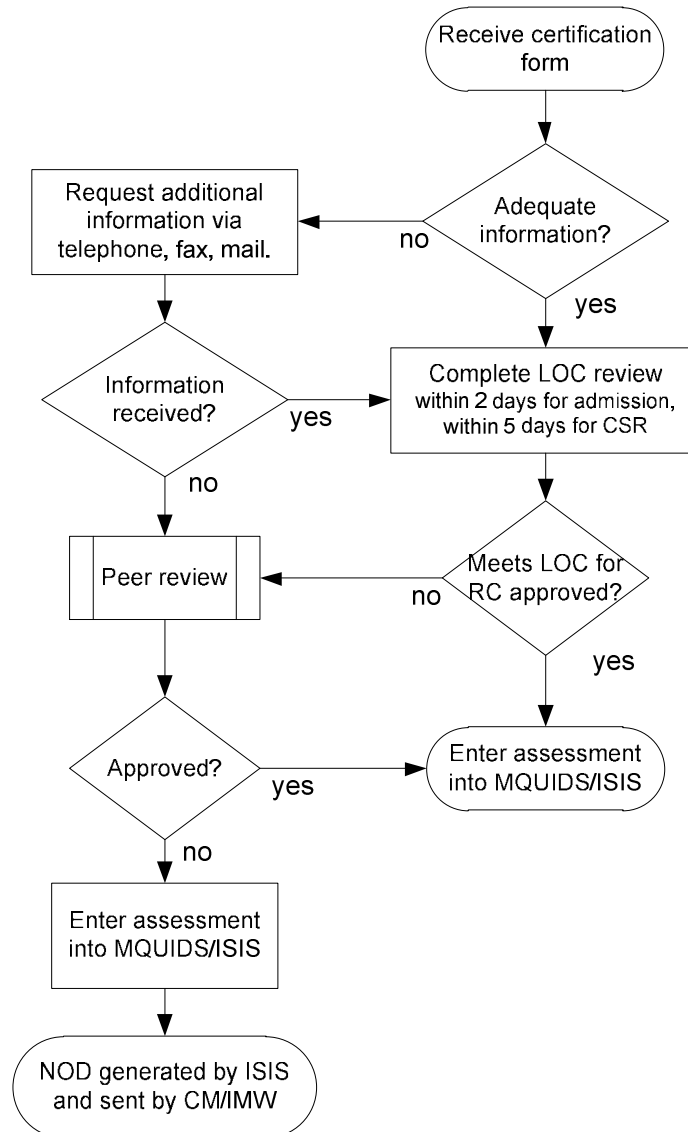 Receive certification
form
Adequate
information?
no
yes
Request additional
information via
telephone, fax, mail.
Information
received?
yes
no
Complete LOC review
within 2 days for admission,
within 5 days for CSR
Peer review
Meets LOC for
RC approved?
no
yes
Approved?
yes
no
Enter assessment
into MQUIDS/ISIS
Enter assessment
into MQUIDS/ISIS
NOD generated by ISIS
and sent by CM/IMW